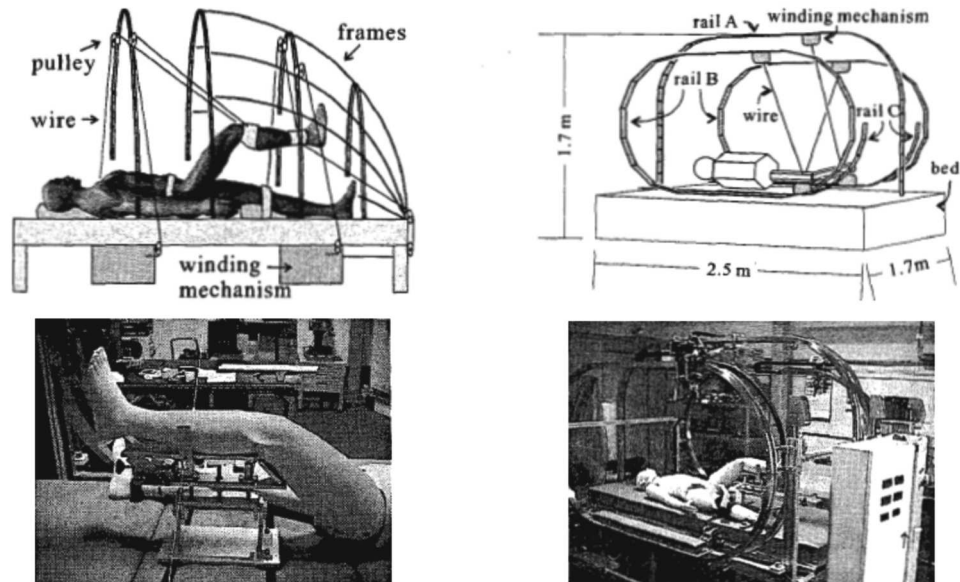 pulley
wire
frames
winding
mechanism
rail A
winding mechanism
rail B
wire
rail C
bed
1.7 m
2.5 m
1.7m